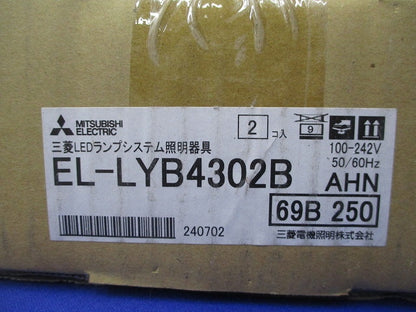 MITSUBISHI
ELECTRIC
2 コ入
9
三菱LEDランプシステム照明器具
100-242V
50/60Hz
EL-LYB4302B AHN
69B 250
240702
三菱電機照明株式会社